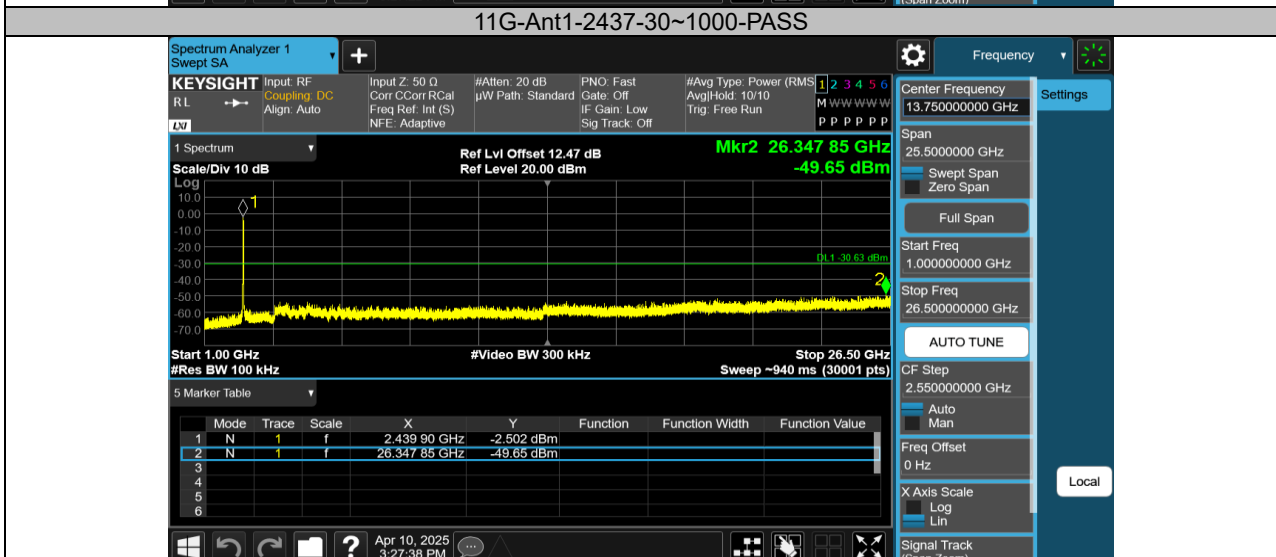 (Span Zoom)
11G-Ant1-2437-30~1000-PASS
Spectrum Analyzer 1
Swept SA
+
Frequency
KEYSIGHT
R L
LXI
Input: RF
Coupling: DC
Align: Auto
Input Z: 50 Ω
Corr CCorr RCal
Freq Ref: Int (S)
NFE: Adaptive
#Atten: 20 dB
µW Path: Standard
PNO: Fast
Gate: Off
IF Gain: Low
Sig Track: Off
#Avg Type: Power (RMS
Avg|Hold: 10/10
Trig: Free Run
1 2 3 4 5 6
M W W W W W
P P P P P P
1 Spectrum
Scale/Div 10 dB
Ref Lvl Offset 12.47 dB
Ref Level 20.00 dBm
Mkr2 26.347 85 GHz
-49.65 dBm
Log
10.0
0.00
-10.0
-20.0
-30.0
-40.0
-50.0
-60.0
-70.0
1
DL1 -30.63 dBm
2
Start 1.00 GHz
#Video BW 300 kHz
Stop 26.50 GHz
#Res BW 100 kHz
Sweep ~940 ms (30001 pts)
5 Marker Table
Mode Trace Scale X Y Function Function Width Function Value
1 N 1 f 2.439 90 GHz -2.502 dBm
2 N 1 f 26.347 85 GHz -49.65 dBm
3
4
5
6
Apr 10, 2025
3:27:38 PM
?
Center Frequency
13.750000000 GHz
Settings
Span
25.5000000 GHz
Swept Span
Zero Span
Full Span
Start Freq
1.000000000 GHz
Stop Freq
26.500000000 GHz
AUTO TUNE
CF Step
2.550000000 GHz
Auto
Man
Freq Offset
0 Hz
Local
X Axis Scale
Log
Lin
Signal Track
(Span Zoom)